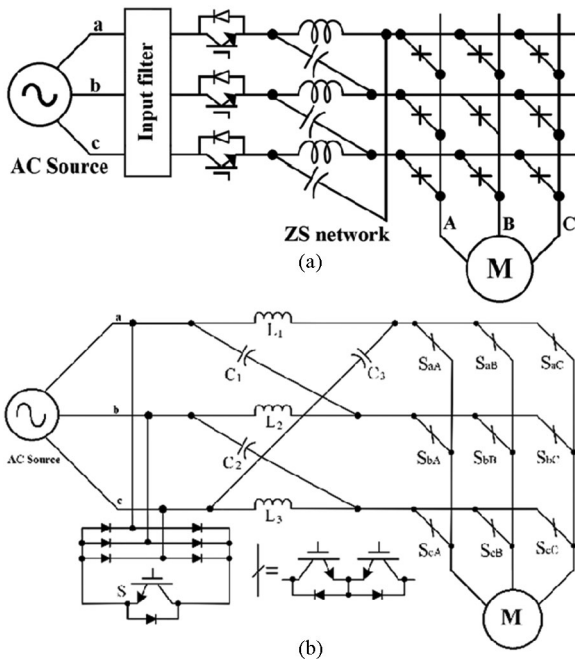 a
b
c
AC Source
Input filter
ZS network
A B C
M
(a)
a
b
c
AC Source
L1
L2
L3
C1
C2
C3
SaA SaB SaC
SbA SbB SbC
ScA ScB ScC
S
=
M
(b)